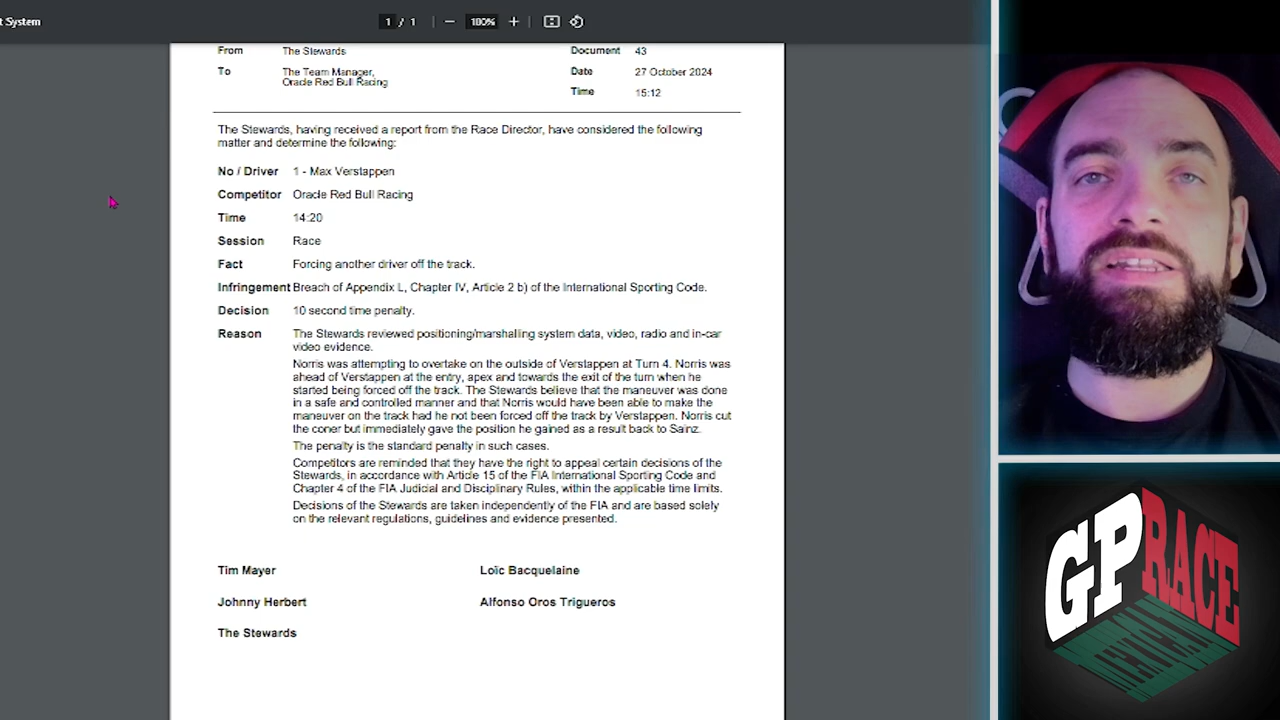 t System
1 / 1
180%
From The Stewards Document 43
To The Team Manager, Date 27 October 2024
Oracle Red Bull Racing
Time 15:12
The Stewards, having received a report from the Race Director, have considered the following
matter and determine the following:
No / Driver 1 - Max Verstappen
Competitor Oracle Red Bull Racing
Time 14:20
Session Race
Fact Forcing another driver off the track.
Infringement Breach of Appendix L, Chapter IV, Article 2 b) of the International Sporting Code.
Decision 10 second time penalty.
Reason The Stewards reviewed positioning/marshalling system data, video, radio and in-car
video evidence.
Norris was attempting to overtake on the outside of Verstappen at Turn 4. Norris was
ahead of Verstappen at the entry, apex and towards the exit of the turn when he
started being forced off the track. The Stewards believe that the maneuver was done
in a safe and controlled manner and that Norris would have been able to make the
maneuver on the track had he not been forced off the track by Verstappen. Norris cut
the coner but immediately gave the position he gained as a result back to Sainz.
The penalty is the standard penalty in such cases.
Competitors are reminded that they have the right to appeal certain decisions of the
Stewards, in accordance with Article 15 of the FIA International Sporting Code and
Chapter 4 of the FIA Judicial and Disciplinary Rules, within the applicable time limits.
Decisions of the Stewards are taken independently of the FIA and are based solely
on the relevant regulations, guidelines and evidence presented.
Tim Mayer Loïc Bacquelaine
Johnny Herbert Alfonso Oros Trigueros
The Stewards
GP RACE